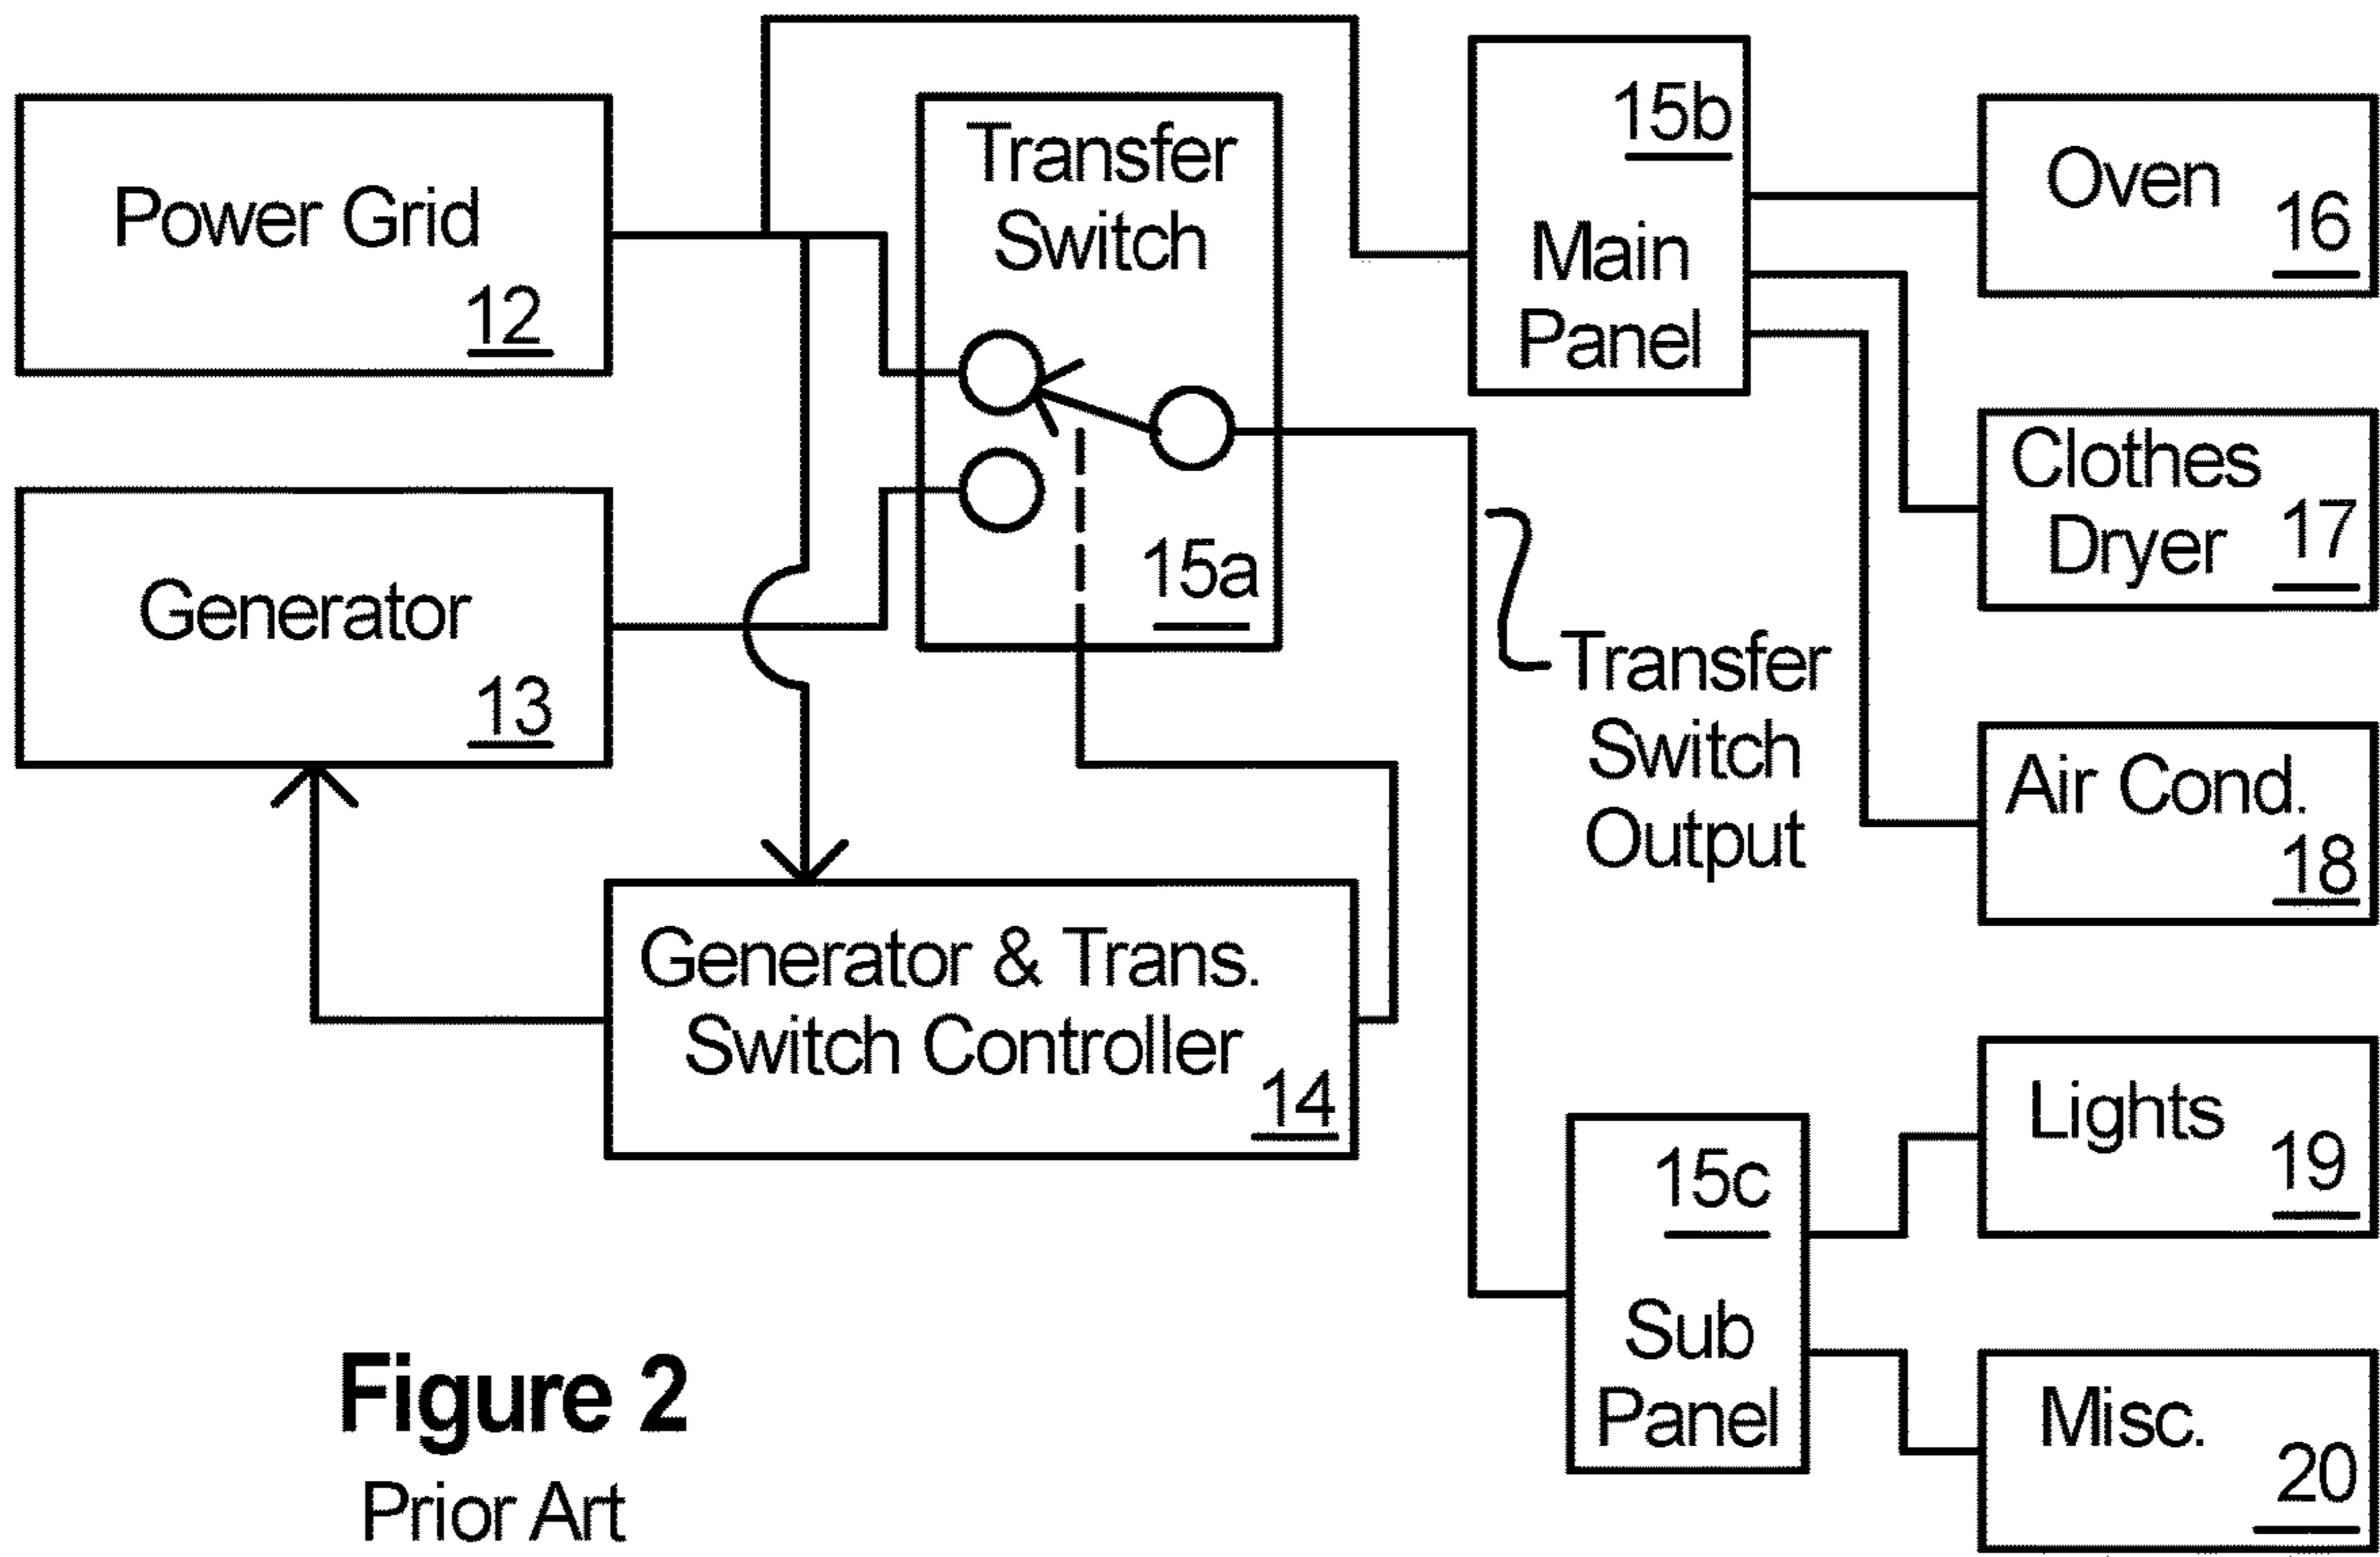 Power Grid
12
Transfer
Switch
15a
15b
Main
Panel
Oven
16
Clothes
Dryer
17
Generator
13
Transfer
Switch
Output
Air Cond.
18
Generator & Trans.
Switch Controller
14
Lights
19
15c
Sub
Panel
Misc.
20
Figure 2
Prior Art